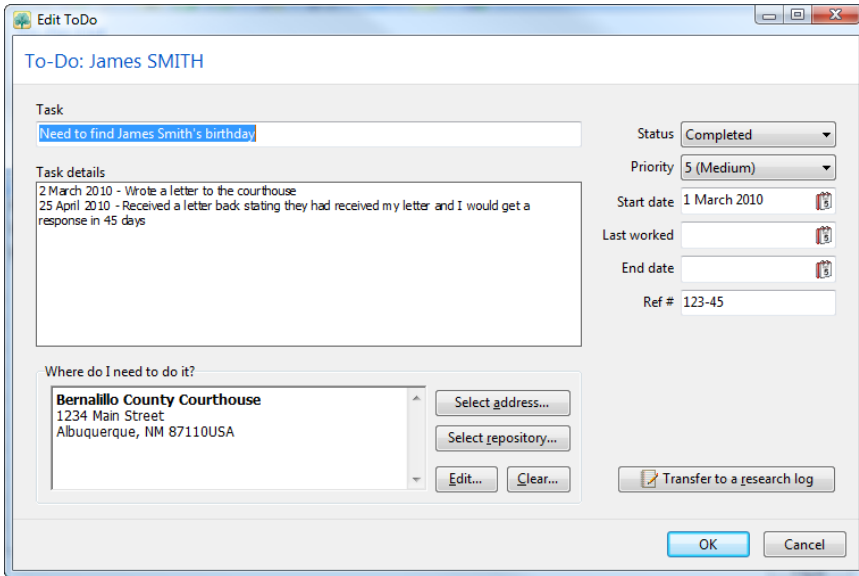 Edit ToDo
To-Do: James SMITH
Task
Need to find James Smith's birthday
Task details
2 March 2010 - Wrote a letter to the courthouse
25 April 2010 - Received a letter back stating they had received my letter and I would get a
response in 45 days
Status Completed
Priority 5 (Medium)
Start date 1 March 2010
Last worked
End date
Ref # 123-45
Where do I need to do it?
Bernalillo County Courthouse
1234 Main Street
Albuquerque, NM 87110USA
Select address...
Select repository...
Edit... Clear...
Transfer to a research log
OK Cancel